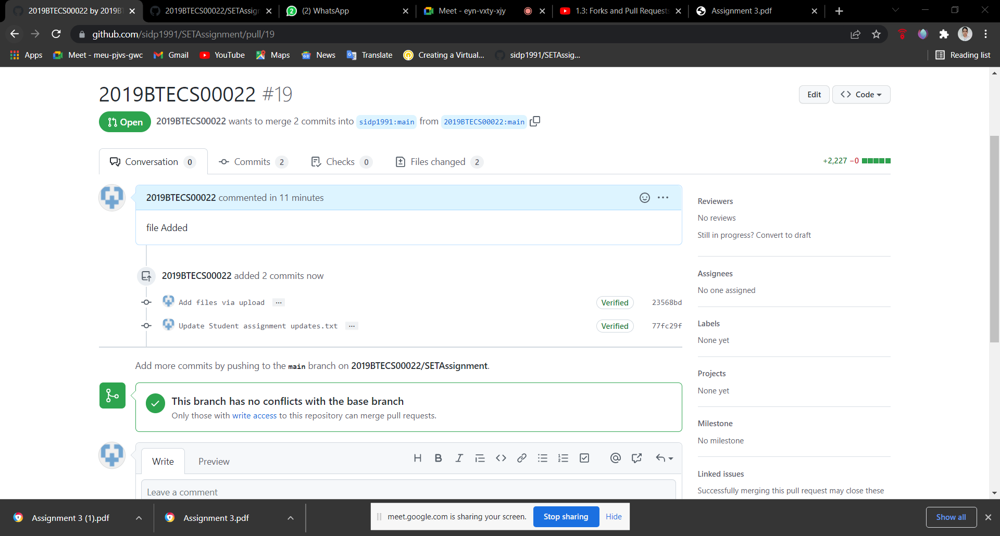 2019BTECS00022 by 2019B
2019BTECS00022/SETAssign
(2) WhatsApp
Meet - eyn-vxty-xjy
1.3: Forks and Pull Requests
Assignment 3.pdf
github.com/sidp1991/SETAssignment/pull/19
Apps
Meet - meu-pjvs-gwc
Gmail
YouTube
Maps
News
Translate
Creating a Virtual...
sidp1991/SETAssig...
Reading list
2019BTECS00022 #19
Edit
<> Code
Open
2019BTECS00022 wants to merge 2 commits into sidp1991:main from 2019BTECS00022:main
Conversation 0
Commits 2
Checks 0
Files changed 2
+2,227 −0
2019BTECS00022 commented in 11 minutes
file Added
2019BTECS00022 added 2 commits now
Add files via upload ...
Verified
23568bd
Update Student assignment updates.txt ...
Verified
77fc29f
Add more commits by pushing to the main branch on 2019BTECS00022/SETAssignment.
This branch has no conflicts with the base branch
Only those with write access to this repository can merge pull requests.
Write
Preview
Leave a comment
Reviewers
No reviews
Still in progress? Convert to draft
Assignees
No one assigned
Labels
None yet
Projects
None yet
Milestone
No milestone
Linked issues
Successfully merging this pull request may close these
Assignment 3 (1).pdf
Assignment 3.pdf
meet.google.com is sharing your screen.
Stop sharing
Hide
Show all